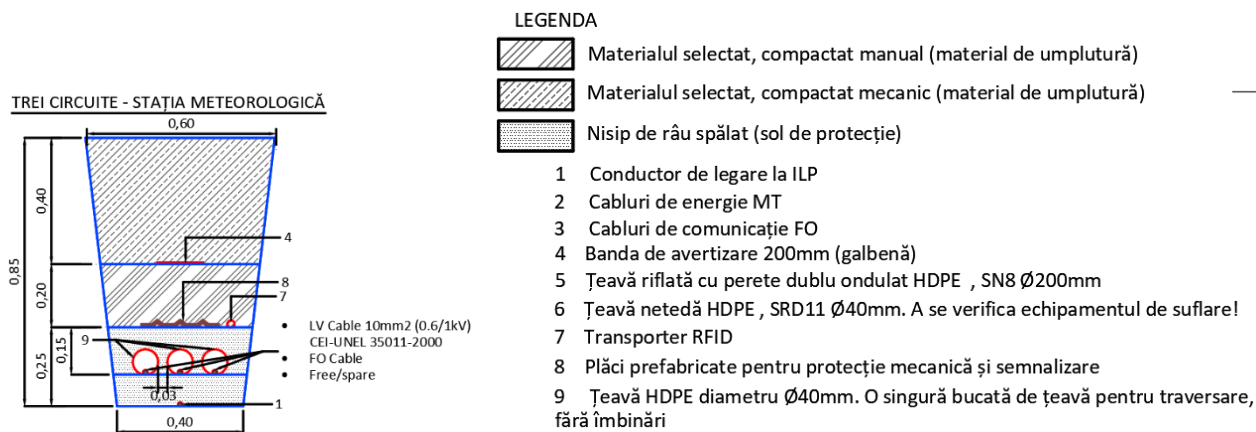 LEGENDA
Materialul selectat, compactat manual (material de umplutură)
Materialul selectat, compactat mecanic (material de umplutură)
Nisip de râu spălat (sol de protecție)
1 Conductor de legare la ILP
2 Cabluri de energie MT
3 Cabluri de comunicație FO
4 Banda de avertizare 200mm (galbenă)
5 Țeavă riflată cu perete dublu ondulat HDPE , SN8 Ø200mm
6 Țeavă netedă HDPE , SRD11 Ø40mm. A se verifica echipamentul de suflare!
7 Transporter RFID
8 Plăci prefabricate pentru protecție mecanică și semnalizare
9 Țeavă HDPE diametru Ø40mm. O singură bucată de țeavă pentru traversare,
fără îmbinări
TREI CIRCUITE - STAȚIA METEOROLOGICĂ
0,60
0,40
0,85
4
0,20
8
7
• LV Cable 10mm2 (0.6/1kV)
CEI-UNEL 35011-2000
• FO Cable
• Free/spare
9
0,15
0,25
0,03
1
0,40